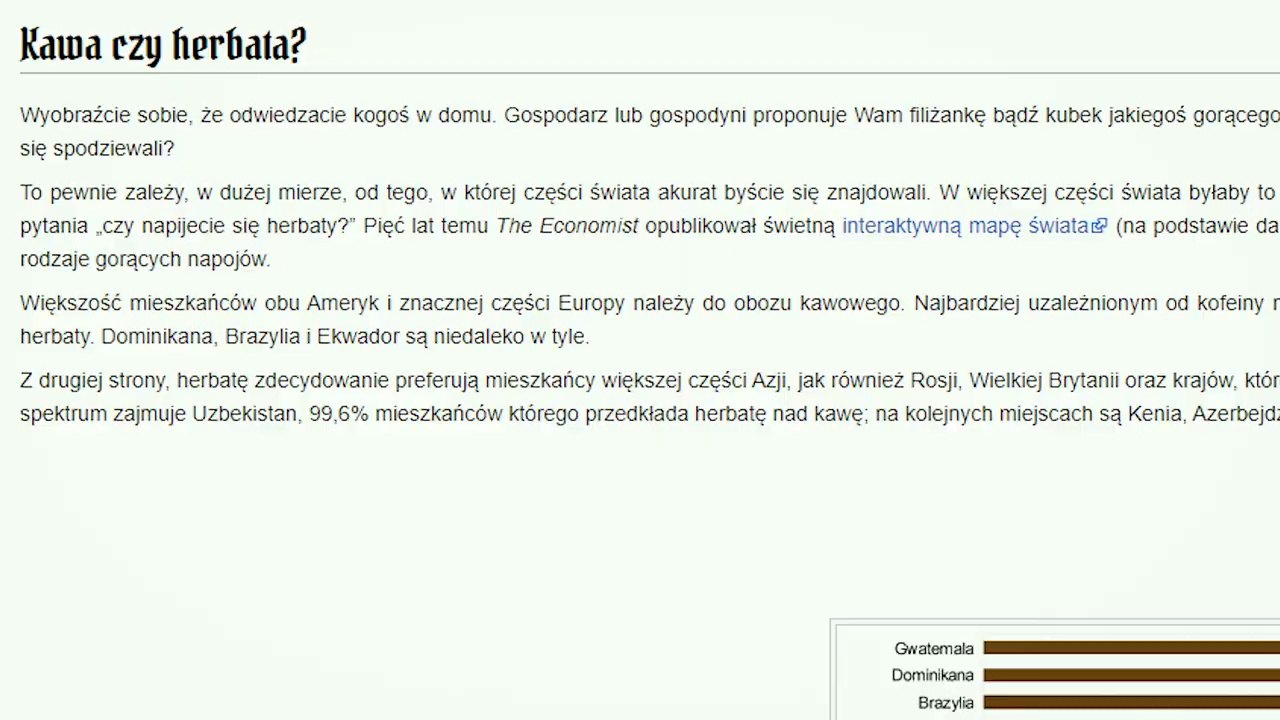 Kawa czy herbata?
Wyobraźcie sobie, że odwiedzacie kogoś w domu. Gospodarz lub gospodyni proponuje Wam filiżankę bądź kubek jakiegoś gorącego
się spodziewali?
To pewnie zależy, w dużej mierze, od tego, w której części świata akurat byście się znajdowali. W większej części świata byłaby to
pytania „czy napijecie się herbaty?” Pięć lat temu The Economist opublikował świetną interaktywną mapę świata (na podstawie da
rodzaje gorących napojów.
Większość mieszkańców obu Ameryk i znacznej części Europy należy do obozu kawowego. Najbardziej uzależnionym od kofeiny
herbaty. Dominikana, Brazylia i Ekwador są niedaleko w tyle.
Z drugiej strony, herbatę zdecydowanie preferują mieszkańcy większej części Azji, jak również Rosji, Wielkiej Brytanii oraz krajów, któr
spektrum zajmuje Uzbekistan, 99,6% mieszkańców którego przedkłada herbatę nad kawę; na kolejnych miejscach są Kenia, Azerbejdż
Gwatemala
Dominikana
Brazylia